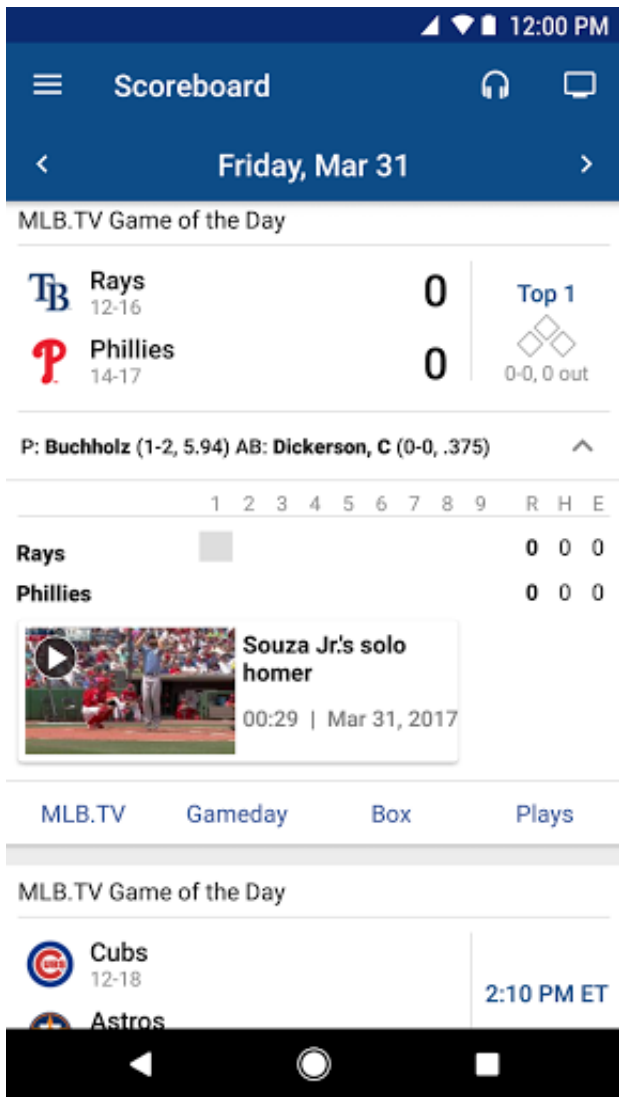 12:00 PM
Scoreboard
Friday, Mar 31
MLB.TV Game of the Day
TB Rays 0 Top 1
12-16
P Phillies 0
14-17 0-0, 0 out
P: Buchholz (1-2, 5.94) AB: Dickerson, C (0-0, .375)
1 2 3 4 5 6 7 8 9 R H E
Rays 0 0 0
Phillies 0 0 0
Souza Jr.'s solo
homer
00:29 | Mar 31, 2017
MLB.TV Gameday Box Plays
MLB.TV Game of the Day
CUBS Cubs
12-18
2:10 PM ET
Astros